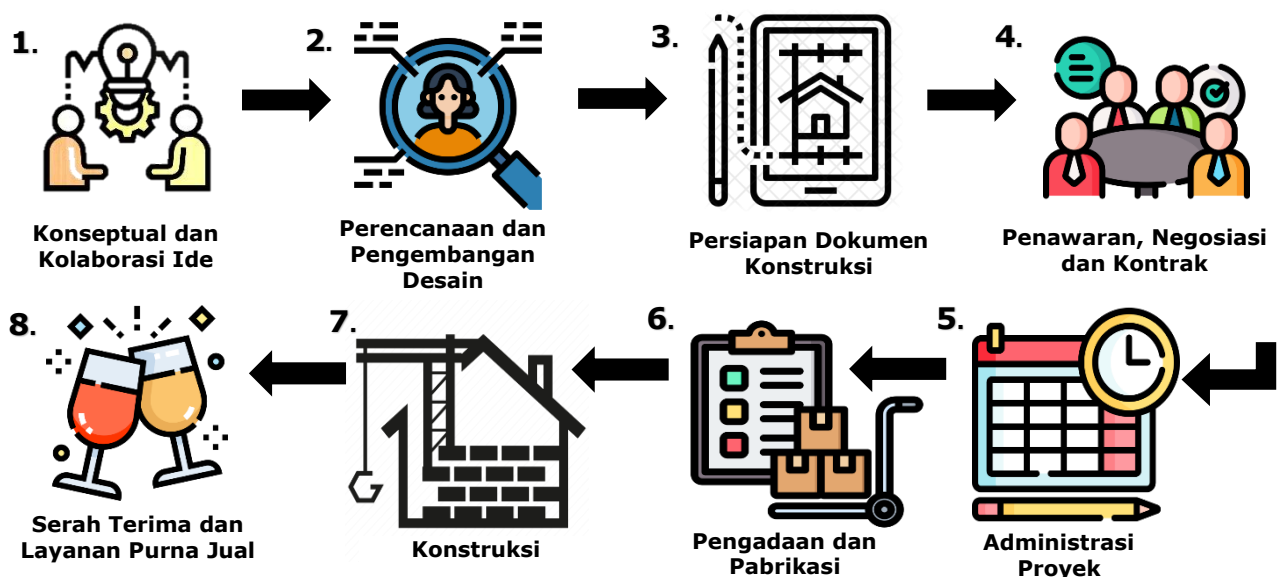 1.
Konseptual dan
Kolaborasi Ide
2.
Perencanaan dan
Pengembangan
Desain
3.
Persiapan Dokumen
Konstruksi
4.
Penawaran, Negosiasi
dan Kontrak
5.
Administrasi
Proyek
6.
Pengadaan dan
Pabrikasi
7.
Konstruksi
8.
Serah Terima dan
Layanan Purna Jual